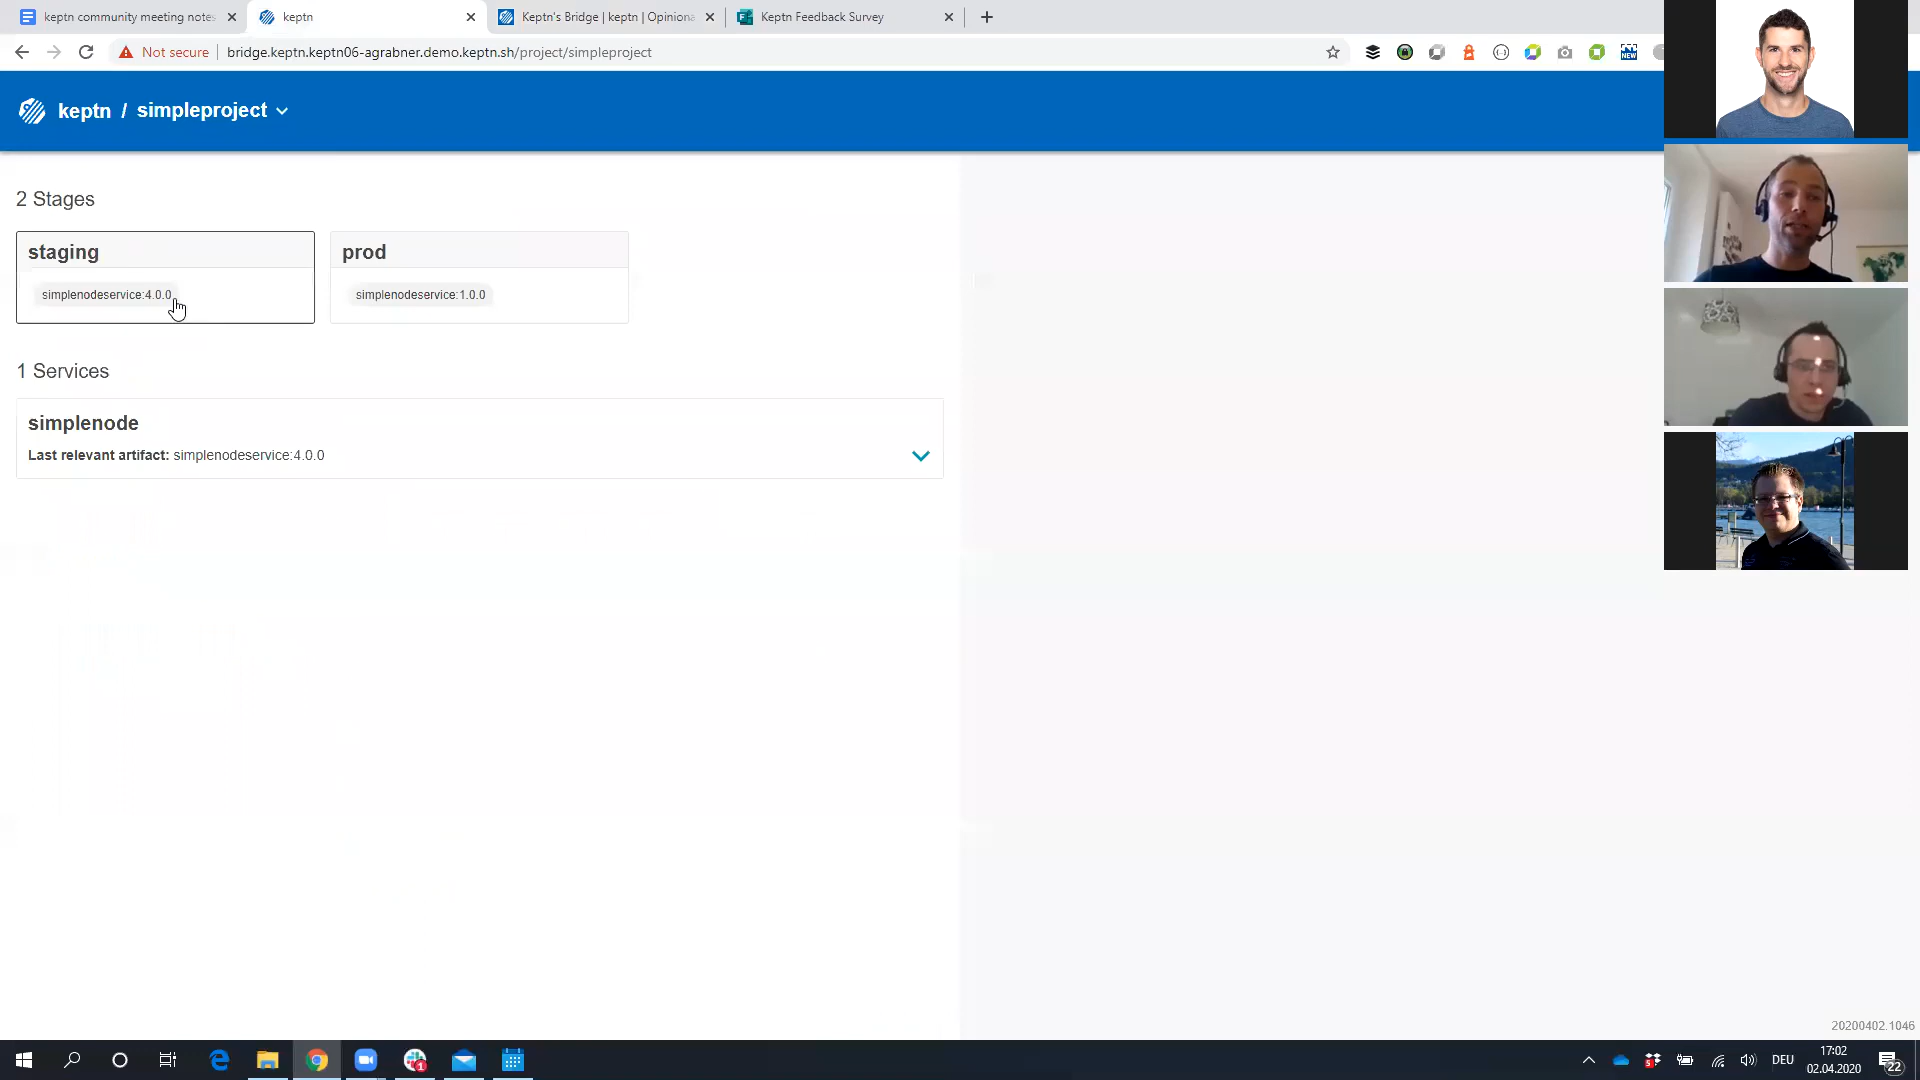 keptn community meeting notes
keptn
Keptn's Bridge | keptn | Opiniona
Keptn Feedback Survey
Not secure
bridge.keptn.keptn06-agrabner.demo.keptn.sh/project/simpleproject
NEW
keptn / simpleproject
2 Stages
staging
prod
simplenodeservice:4.0.0
simplenodeservice:1.0.0
1 Services
simplenode
Last relevant artifact: simplenodeservice:4.0.0
20200402.1046
1
DEU
17:02
02.04.2020
22